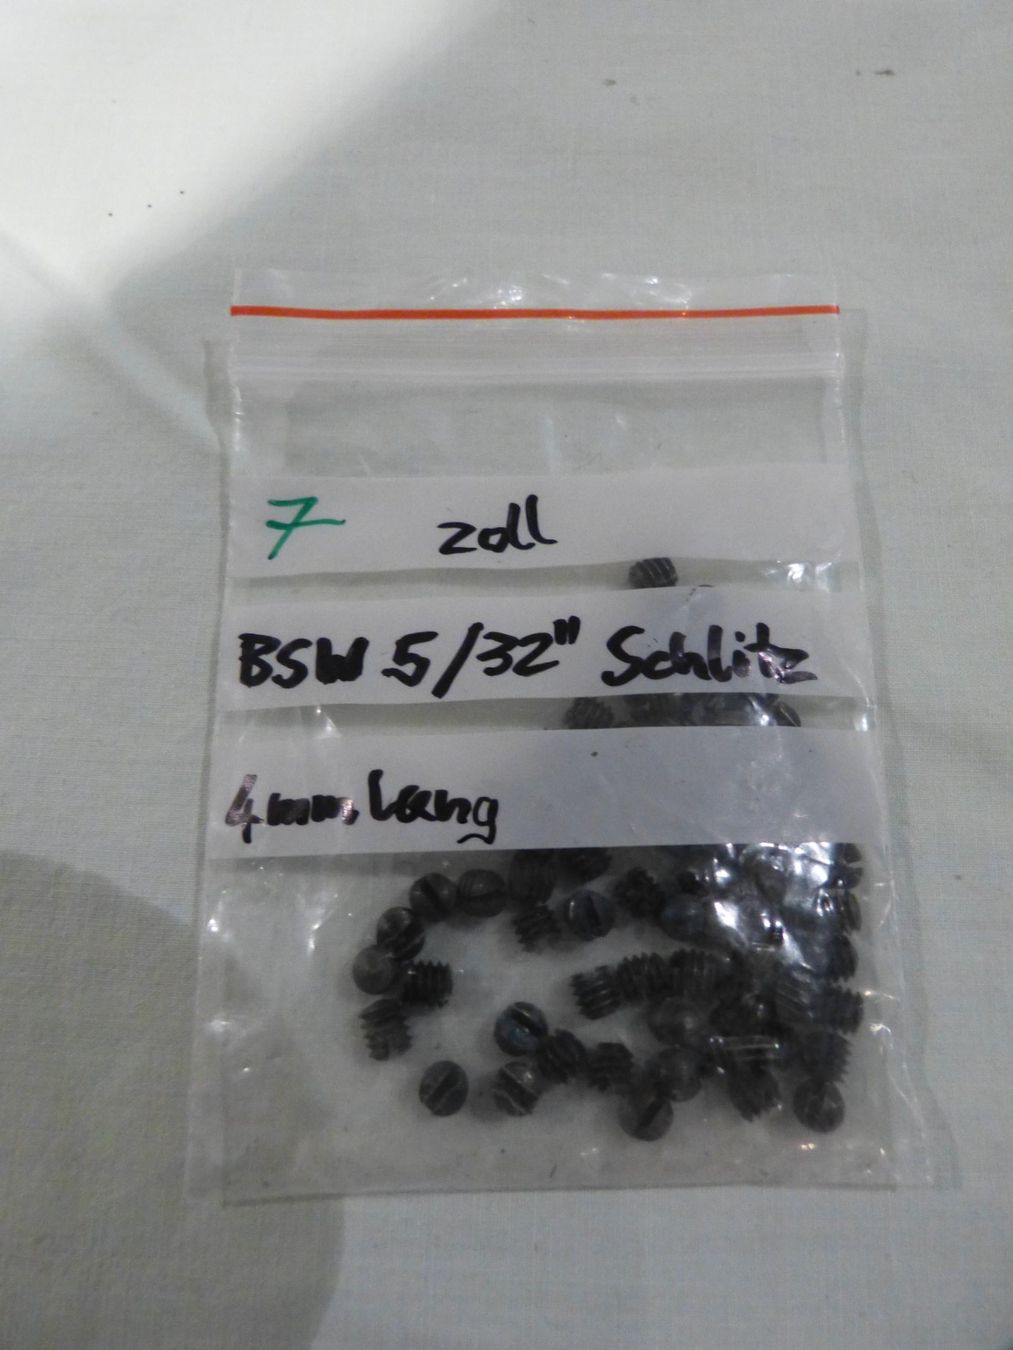 7 zoll
BSW 5/32" Schlitz
4mm Lang